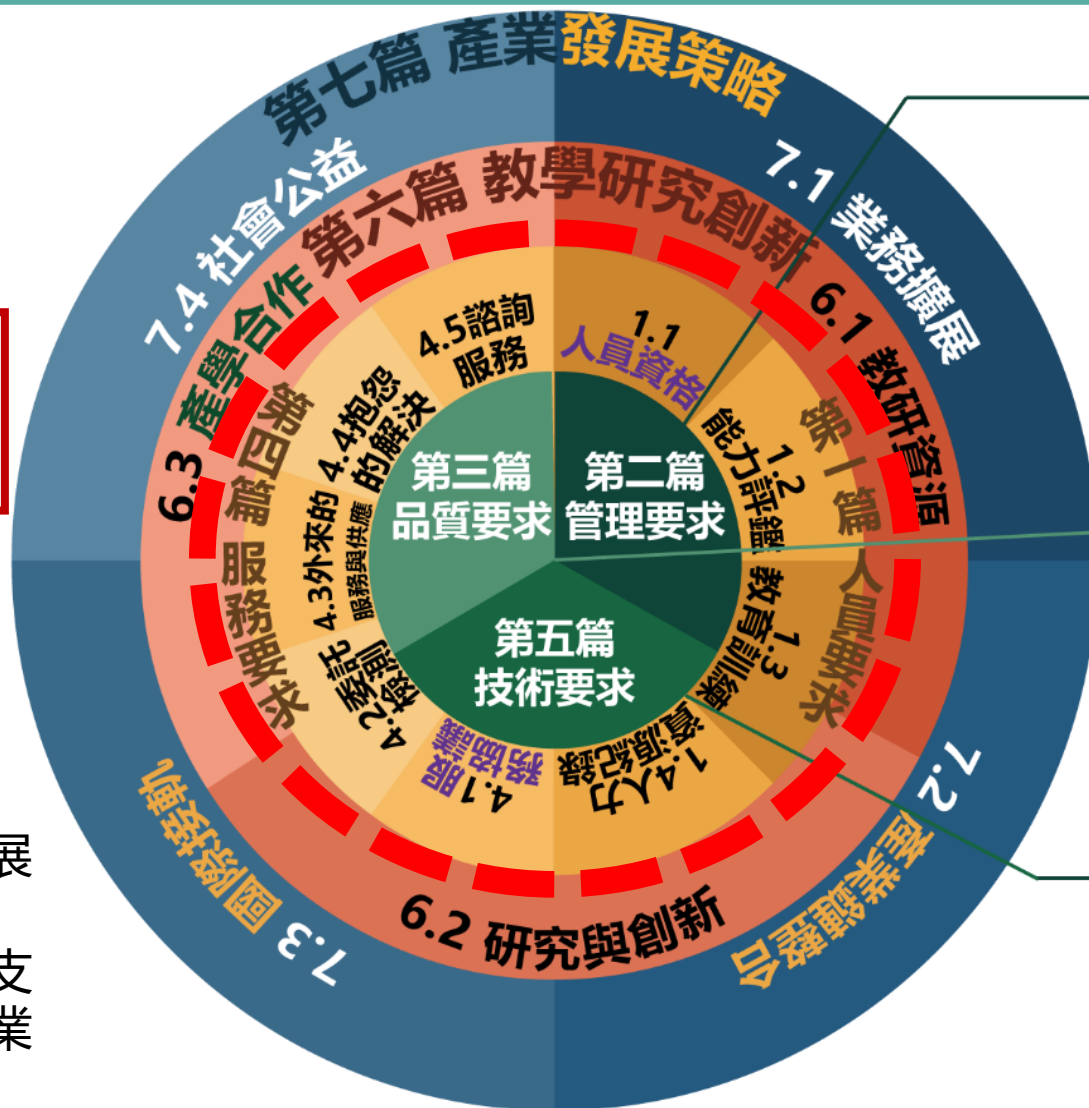 第七篇 產業發展策略
7.1 業務擴展
7.2 產業鏈整合
7.3 國際接軌
7.4 社會公益
第六篇 教學研究創新
6.1 教研資源
6.2 研究與創新
6.3 產學合作
第一篇 人員要求
1.1
人員資格
1.2
能力評鑑
1.3
教育訓練
1.4人力
資源紀錄
第四篇 服務要求
4.1服
務協議
4.2委託
檢測
4.3外來的
服務與供應
4.4抱怨
的解決
4.5諮詢
服務
第三篇
品質要求
第二篇
管理要求
第五篇
技術要求
展
支
業